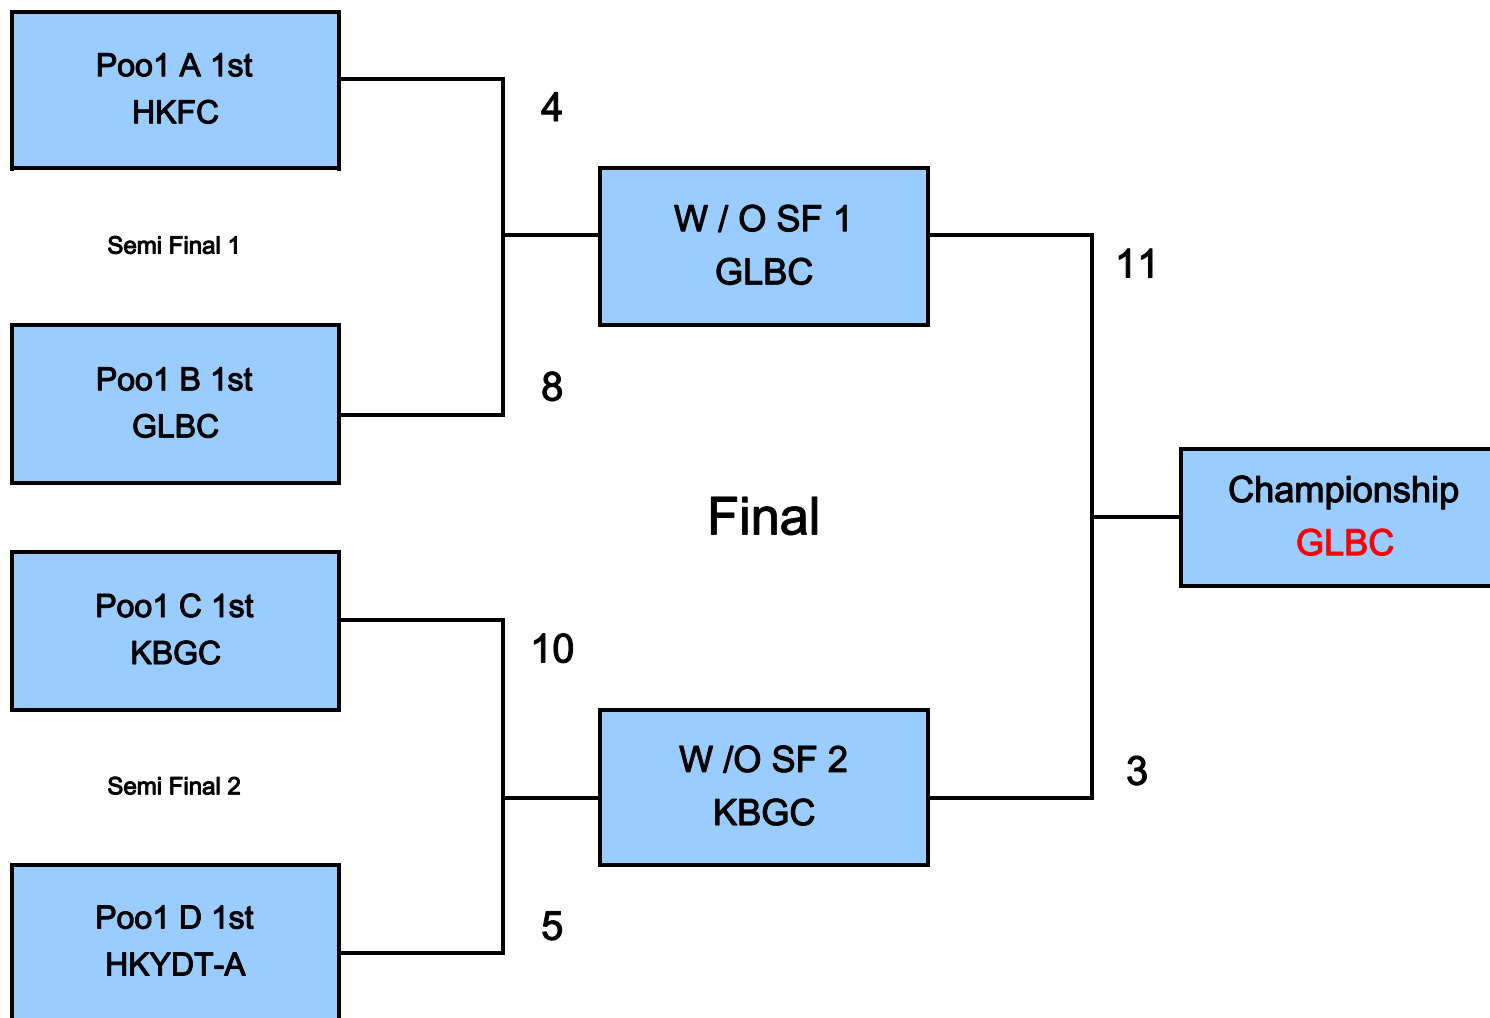 Poo1 A 1st
HKFC
4
Semi Final 1
W / O SF 1
GLBC
11
Poo1 B 1st
GLBC
8
Final
Championship
GLBC
Poo1 C 1st
KBGC
10
Semi Final 2
W /O SF 2
KBGC
3
Poo1 D 1st
HKYDT-A
5